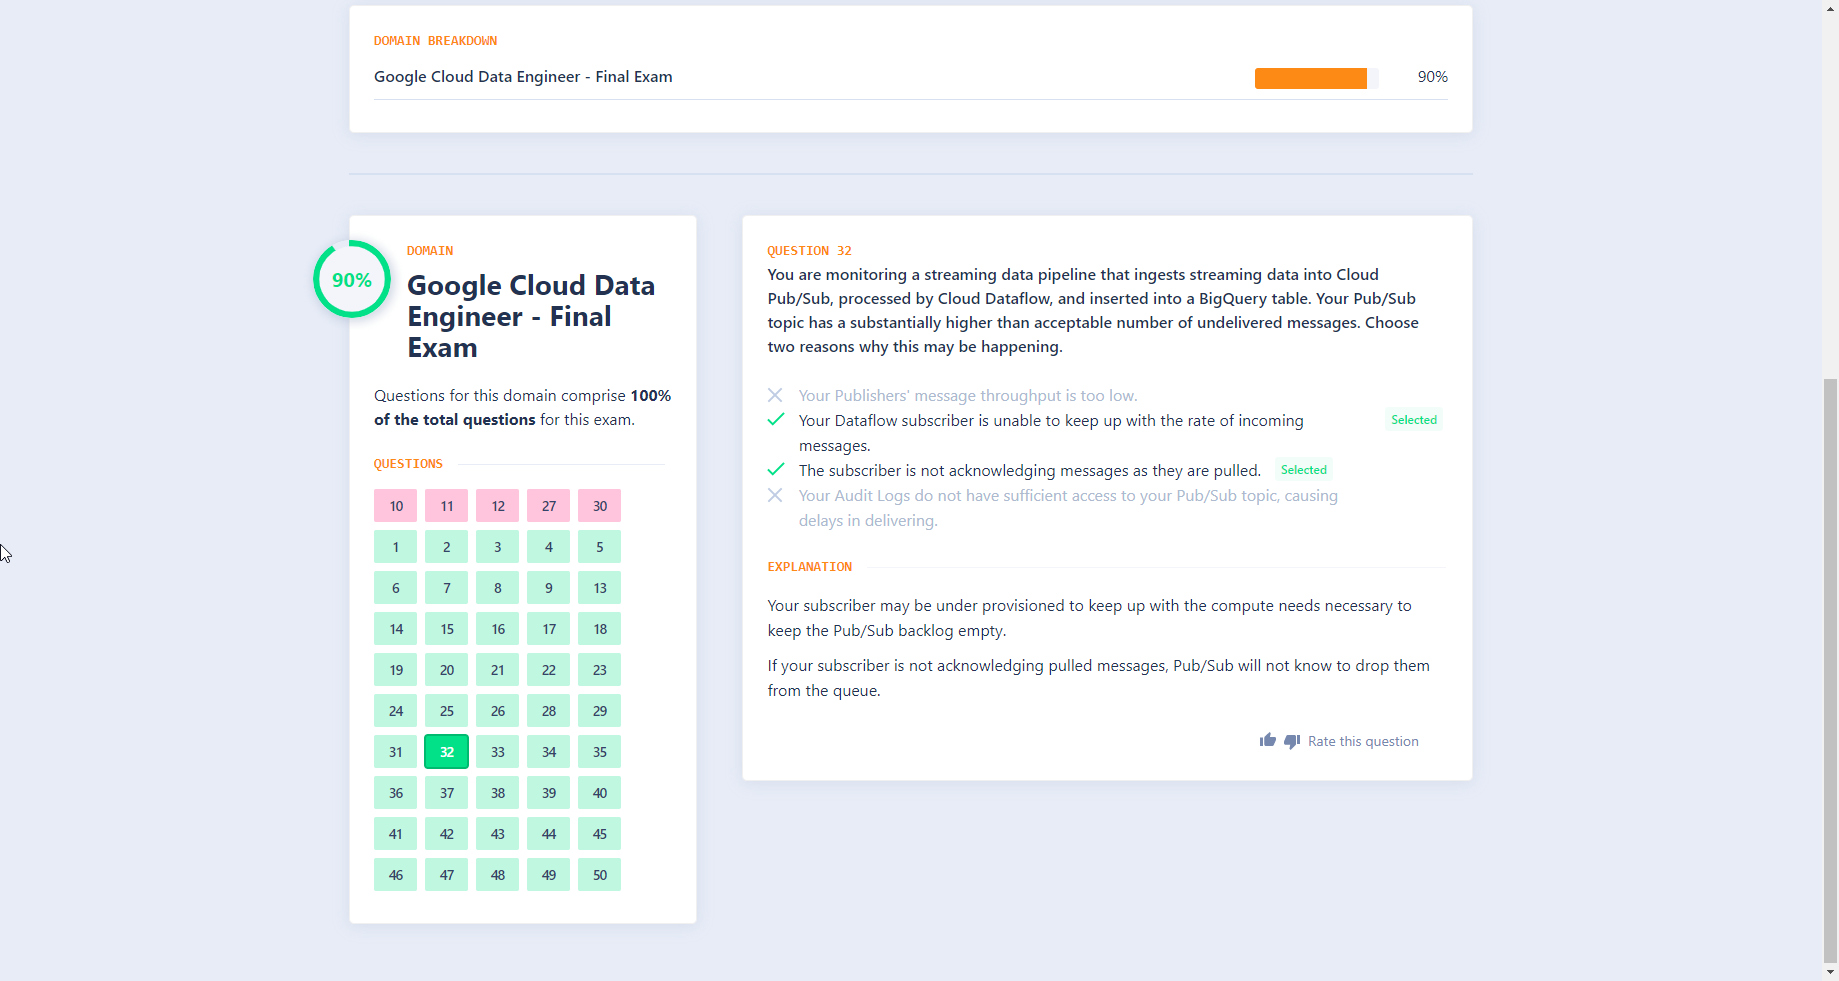 DOMAIN BREAKDOWN
Google Cloud Data Engineer - Final Exam
90%
90%
DOMAIN
Google Cloud Data
Engineer - Final
Exam
Questions for this domain comprise 100%
of the total questions for this exam.
QUESTIONS
10 11 12 27 30
1 2 3 4 5
6 7 8 9 13
14 15 16 17 18
19 20 21 22 23
24 25 26 28 29
31 32 33 34 35
36 37 38 39 40
41 42 43 44 45
46 47 48 49 50
QUESTION 32
You are monitoring a streaming data pipeline that ingests streaming data into Cloud
Pub/Sub, processed by Cloud Dataflow, and inserted into a BigQuery table. Your Pub/Sub
topic has a substantially higher than acceptable number of undelivered messages. Choose
two reasons why this may be happening.
Your Publishers' message throughput is too low.
Your Dataflow subscriber is unable to keep up with the rate of incoming
messages.
Selected
The subscriber is not acknowledging messages as they are pulled.
Selected
Your Audit Logs do not have sufficient access to your Pub/Sub topic, causing
delays in delivering.
EXPLANATION
Your subscriber may be under provisioned to keep up with the compute needs necessary to
keep the Pub/Sub backlog empty.
If your subscriber is not acknowledging pulled messages, Pub/Sub will not know to drop them
from the queue.
Rate this question